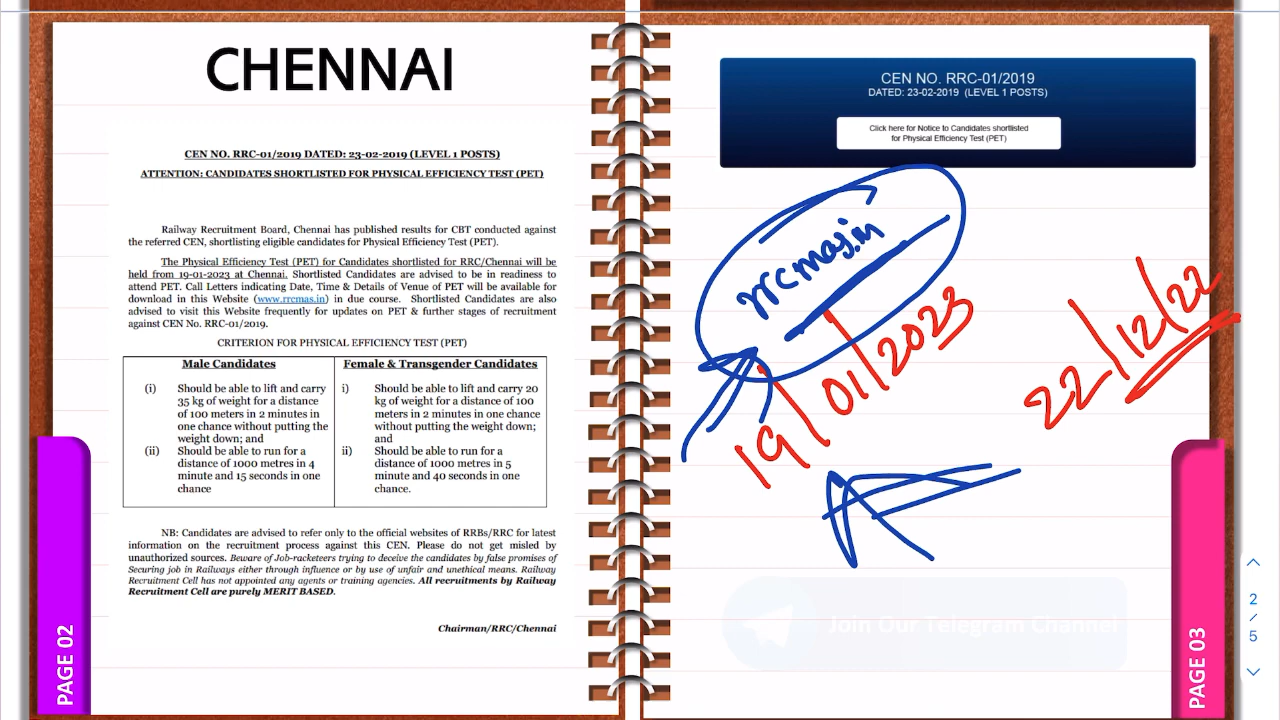 CHENNAI
CEN NO. RRC-01/2019 DATED: 23-02-2019 (LEVEL 1 POSTS)
ATTENTION: CANDIDATES SHORTLISTED FOR PHYSICAL EFFICIENCY TEST (PET)
Railway Recruitment Board, Chennai has published results for CBT conducted against
the referred CEN, shortlisting eligible candidates for Physical Efficiency Test (PET).
The Physical Efficiency Test (PET) for Candidates shortlisted for RRC/Chennai will be
held from 19-01-2023 at Chennai. Shortlisted Candidates are advised to be in readiness to
attend PET. Call Letters indicating Date, Time & Details of Venue of PET will be available for
download in this Website (www.rrcmas.in) in due course. Shortlisted Candidates are also
advised to visit this Website frequently for updates on PET & further stages of recruitment
against CEN No. RRC-01/2019.
CRITERION FOR PHYSICAL EFFICIENCY TEST (PET)
Male Candidates
(i) Should be able to lift and carry
35 kg of weight for a distance
of 100 meters in 2 minutes in
one chance without putting the
weight down; and
(ii) Should be able to run for a
distance of 1000 metres in 4
minute and 15 seconds in one
chance
Female & Transgender Candidates
i) Should be able to lift and carry 20
kg of weight for a distance of 100
meters in 2 minutes in one chance
without putting the weight down;
and
ii) Should be able to run for a
distance of 1000 metres in 5
minute and 40 seconds in one
chance.
NB: Candidates are advised to refer only to the official websites of RRBs/RRC for latest
information on the recruitment process against this CEN. Please do not get misled by
unauthorized sources. Beware of Job-racketeers trying to deceive the candidates by false promises of
Securing job in Railways either through influence or by use of unfair and unethical means. Railway
Recruitment Cell has not appointed any agents or training agencies. All recruitments by Railway
Recruitment Cell are purely MERIT BASED.
Chairman/RRC/Chennai
PAGE 02
CEN NO. RRC-01/2019
DATED: 23-02-2019 (LEVEL 1 POSTS)
Click here for Notice to Candidates shortlisted
for Physical Efficiency Test (PET)
rrcmas.in
19/01/2023
22/12/22
Join Our Telegram Channel
PAGE 03
2
/
5